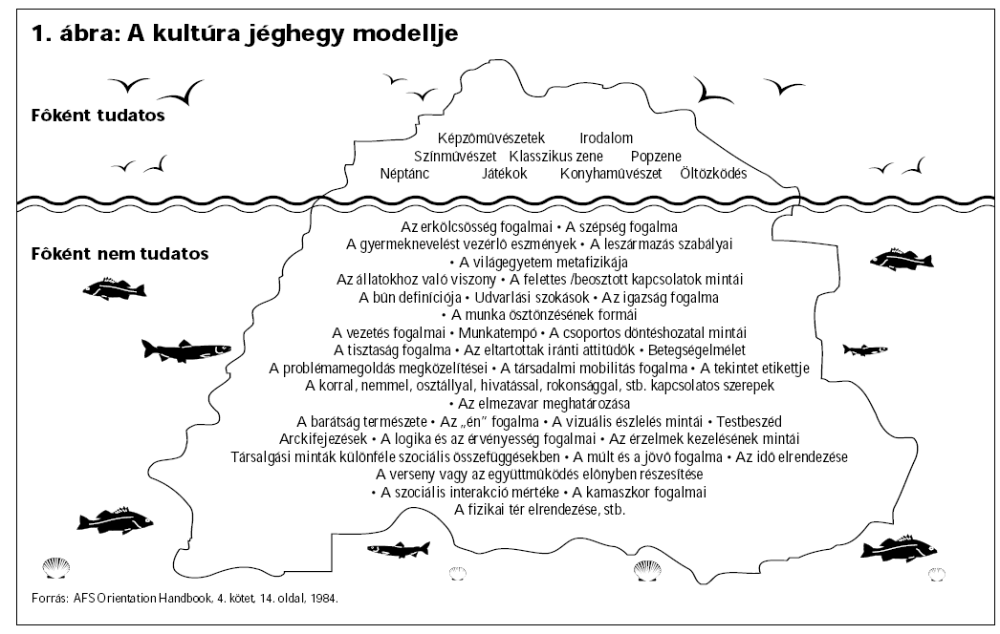 1. ábra: A kultúra jéghegy modellje
Fôként tudatos
Képzômûvészetek Irodalom
Színmûvészet Klasszikus zene Popzene
Néptánc Játékok Konyhamûvészet Öltözködés
Az erkölcsösség fogalmai • A szépség fogalma
Fôként nem tudatos
A gyermeknevelést vezérlô eszmények • A leszármazás szabályai
• A világegyetem metafizikája
Az állatokhoz való viszony • A felettes /beosztott kapcsolatok mintái
A bûn definíciója • Udvarlási szokások • Az igazság fogalma
• A munka ösztönzésének formái
A vezetés fogalmai • Munkatempó • A csoportos döntéshozatal mintái
A tisztaság fogalma • Az eltartottak iránti attitûdök • Betegségelmélet
A problémamegoldás megközelítései • A társadalmi mobilitás fogalma • A tekintet etikettje
A korral, nemmel, osztállyal, hivatással, rokonsággal, stb. kapcsolatos szerepek
• Az elmezavar meghatározása
A barátság természete • Az „én” fogalma • A vizuális észlelés mintái • Testbeszéd
Arckifejezések • A logika és az érvényesség fogalmai • Az érzelmek kezelésének mintái
Társalgási minták különféle szociális összefüggésekben • A múlt és a jövô fogalma • Az idô elrendezése
A verseny vagy az együttmûködés elônyben részesítése
• A szociális interakció mértéke • A kamaszkor fogalmai
A fizikai tér elrendezése, stb.
Forrás: AFS Orientation Handbook, 4. kötet, 14. oldal, 1984.